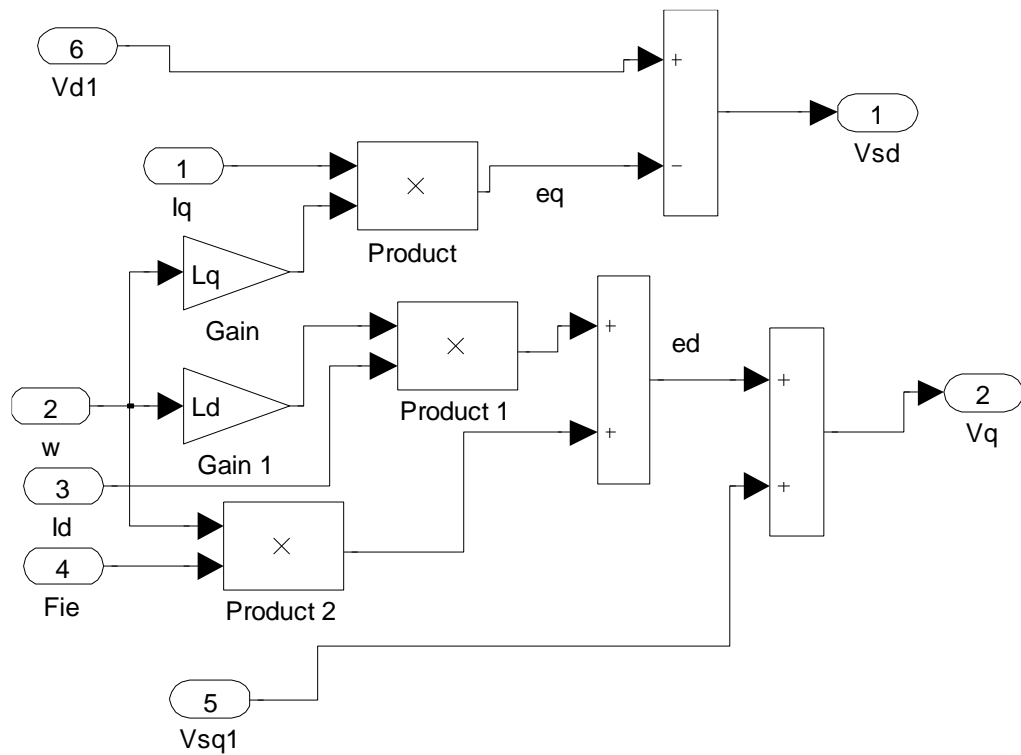 6
+
Vd1
1
Vsd
1
×
−
Iq
eq
Product
Lq
Gain
+
ed
×
+
Ld
Product 1
2
2
w
Gain 1
+
Vq
3
+
Id
×
4
Fie
Product 2
5
Vsq1